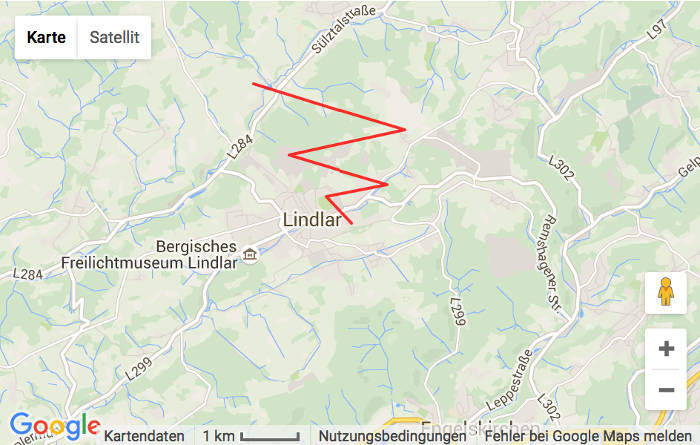 Karte Satellit
Sülztalstraße
L97
L284
L302
Gelp
Lindlar
Bergisches
Freilichtmuseum Lindlar
Remshagener-Str.
L284
L299
L299
Leppestraße
L302
Engelskirchen
Google
Kartendaten 1 km Nutzungsbedingungen Fehler bei Google Maps melden